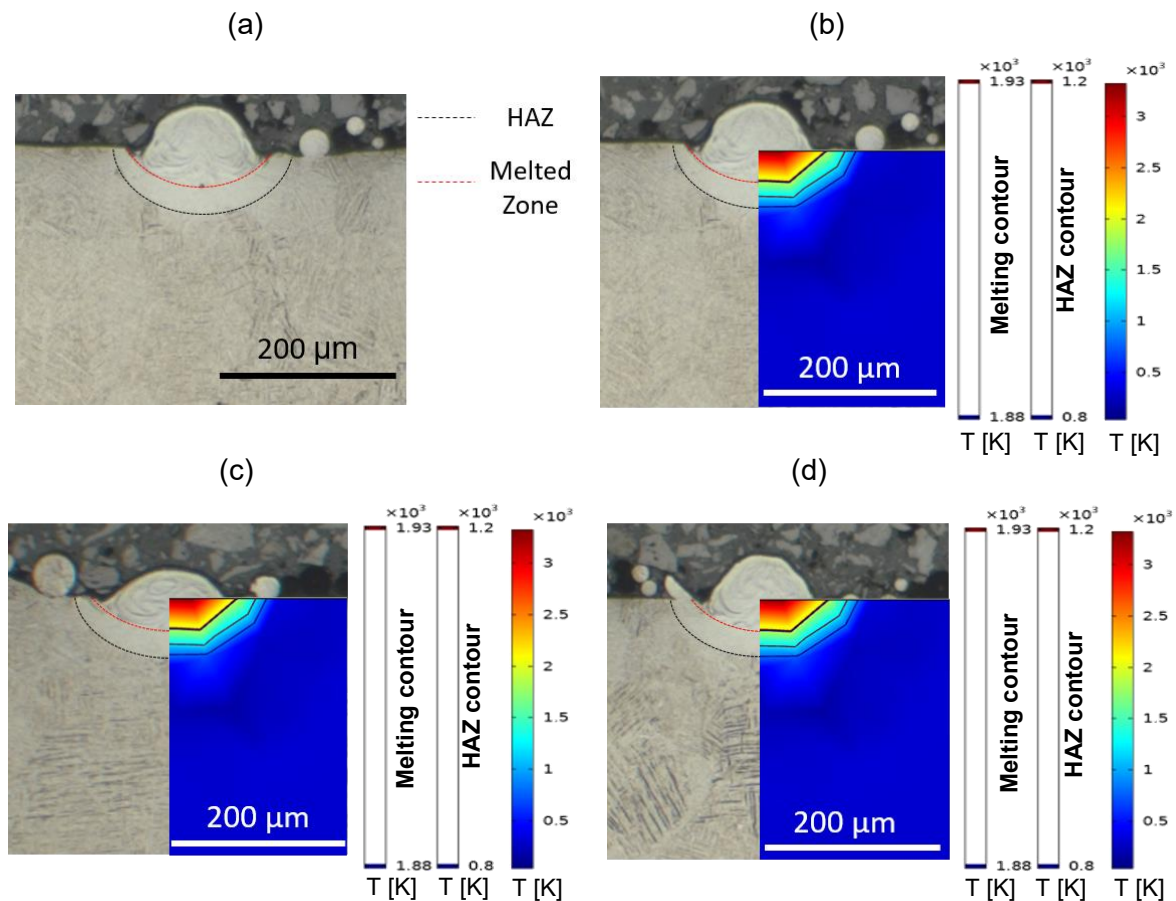 (a)
HAZ
Melted
Zone
200 µm
(b)
×10³
×10³
×10³
1.93
1.2
3
2.5
2
1.5
1
0.5
Melting contour
HAZ contour
1.88
0.8
T [K]
T [K]
T [K]
200 µm
(c)
×10³
×10³
×10³
1.93
1.2
3
2.5
2
1.5
1
0.5
Melting contour
HAZ contour
1.88
0.8
T [K]
T [K]
T [K]
200 µm
(d)
×10³
×10³
×10³
1.93
1.2
3
2.5
2
1.5
1
0.5
Melting contour
HAZ contour
1.88
0.8
T [K]
T [K]
T [K]
200 µm